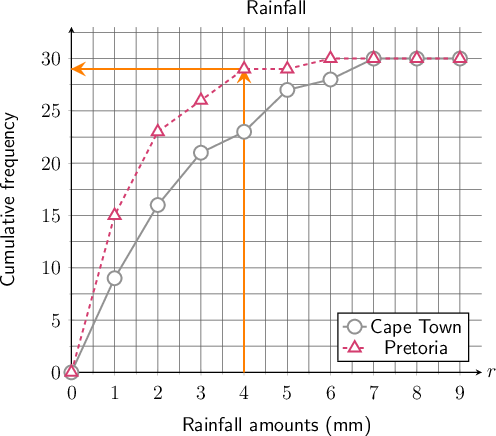 Rainfall
Cumulative frequency
30
25
20
15
10
5
0
0 1 2 3 4 5 6 7 8 9 r
Rainfall amounts (mm)
Cape Town
Pretoria